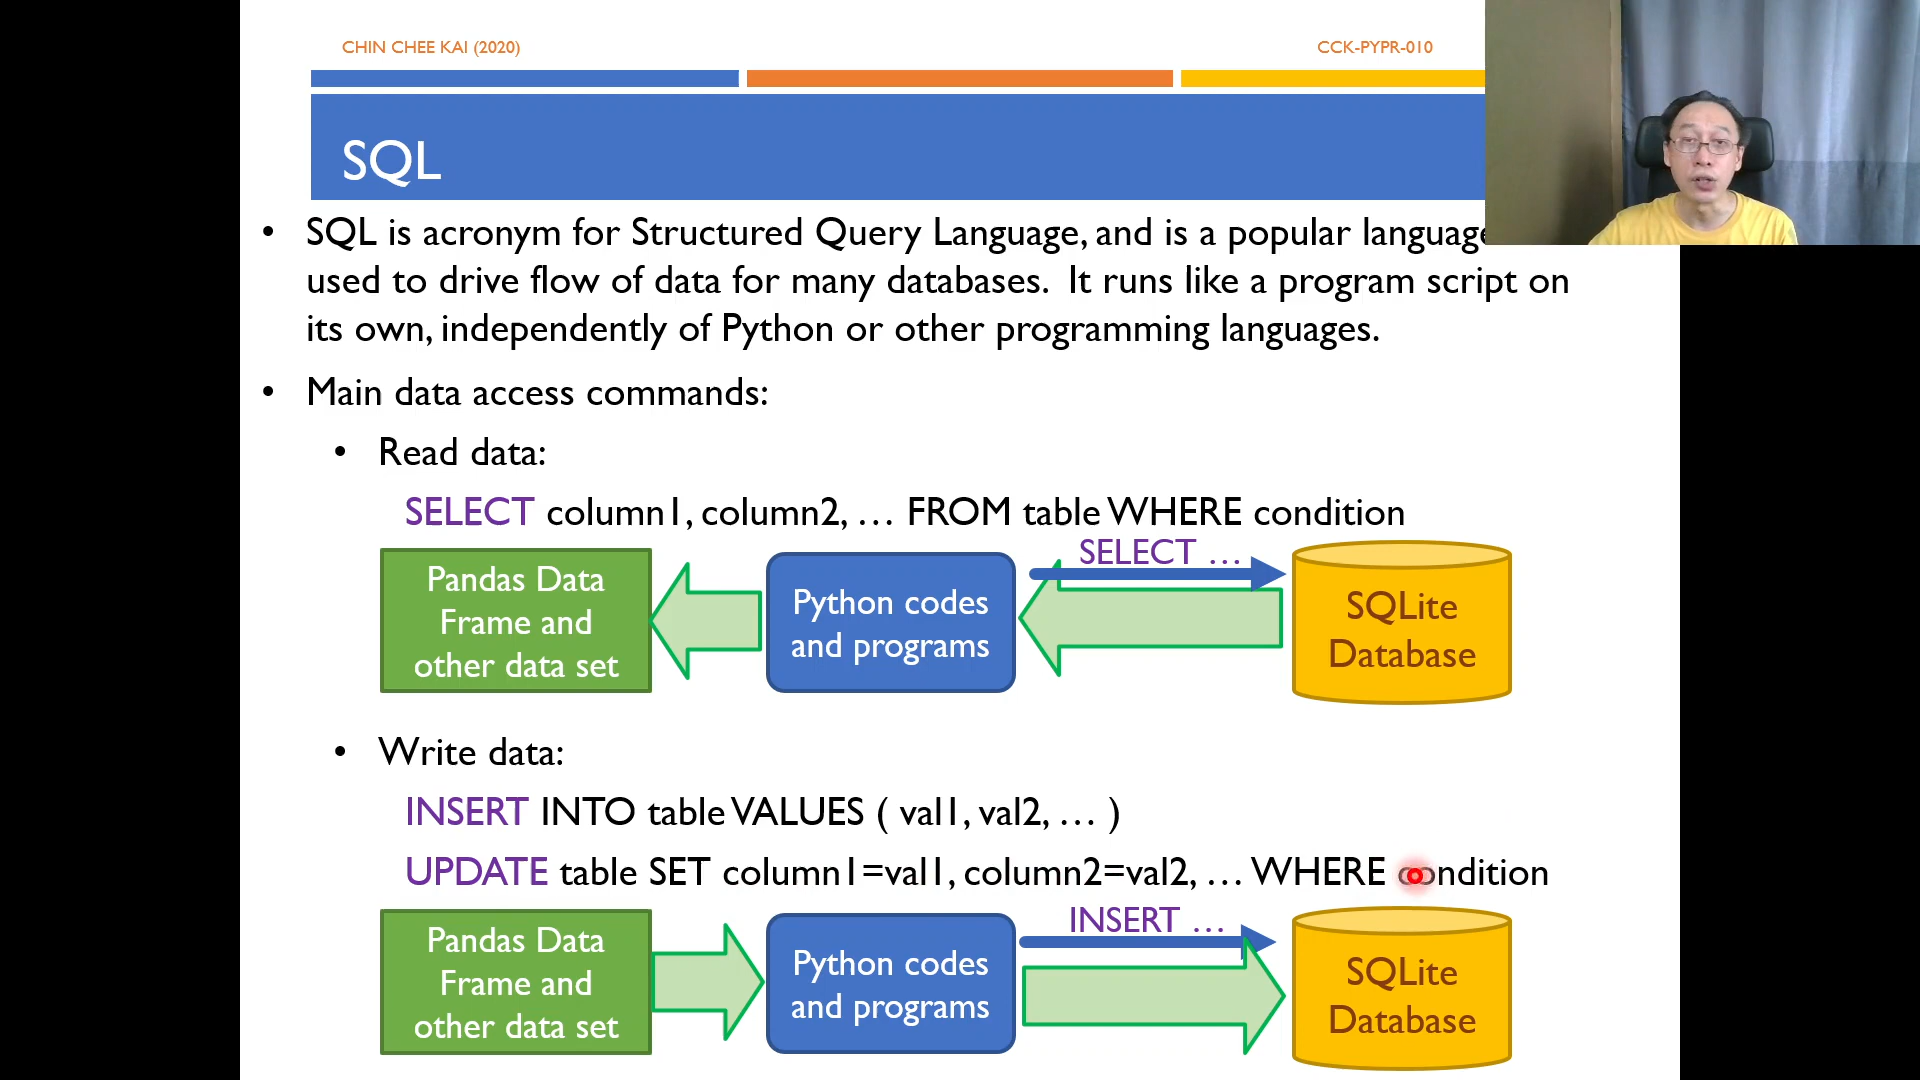 CHIN CHEE KAI (2020)
CCK-PYPR-010
SQL
• SQL is acronym for Structured Query Language, and is a popular language
used to drive flow of data for many databases. It runs like a program script on
its own, independently of Python or other programming languages.
• Main data access commands:
• Read data:
SELECT column1, column2, … FROM table WHERE condition
SELECT …
Pandas Data
Frame and
other data set
Python codes
and programs
SQLite
Database
• Write data:
INSERT INTO table VALUES ( val1, val2, … )
UPDATE table SET column1=val1, column2=val2, … WHERE condition
INSERT …
Pandas Data
Frame and
other data set
Python codes
and programs
SQLite
Database